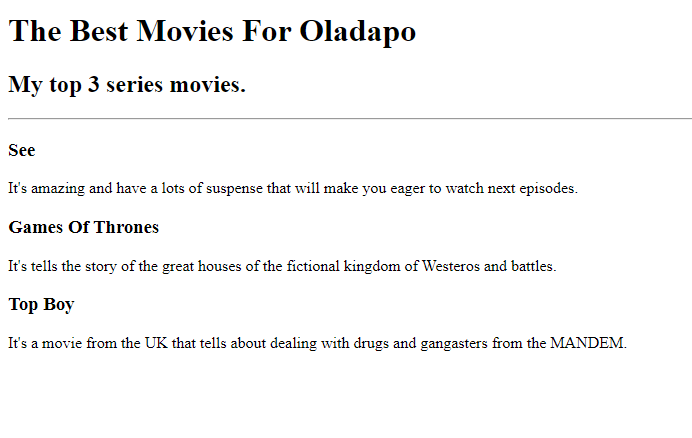 The Best Movies For Oladapo
My top 3 series movies.
See
It's amazing and have a lots of suspense that will make you eager to watch next episodes.
Games Of Thrones
It's tells the story of the great houses of the fictional kingdom of Westeros and battles.
Top Boy
It's a movie from the UK that tells about dealing with drugs and gangasters from the MANDEM.